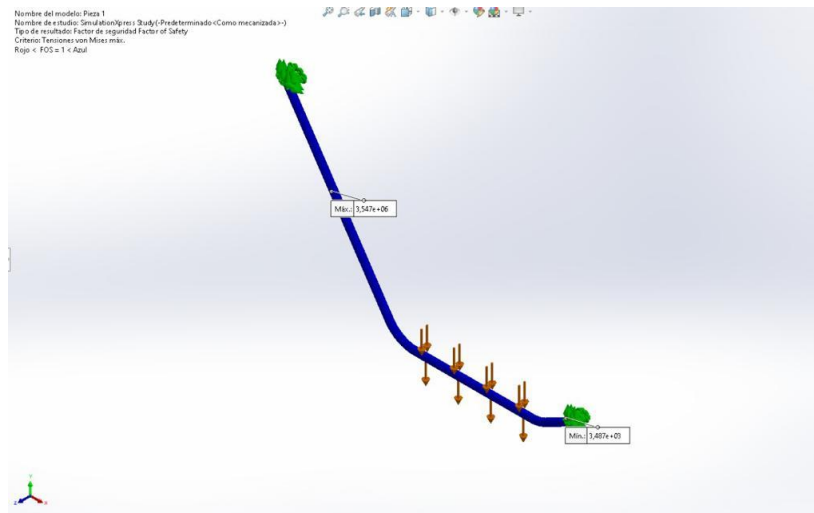 Nombre del modelo: Pieza 1
Nombre de estudio: SimulationXpress Study(-Predeterminado<Como mecanizada>-)
Tipo de resultado: Factor de seguridad Factor of Safety
Criterio: Tensiones von Mises máx.
Rojo < FOS = 1 < Azul
Máx.: 3,547e+06
Mín.: 3,487e+03